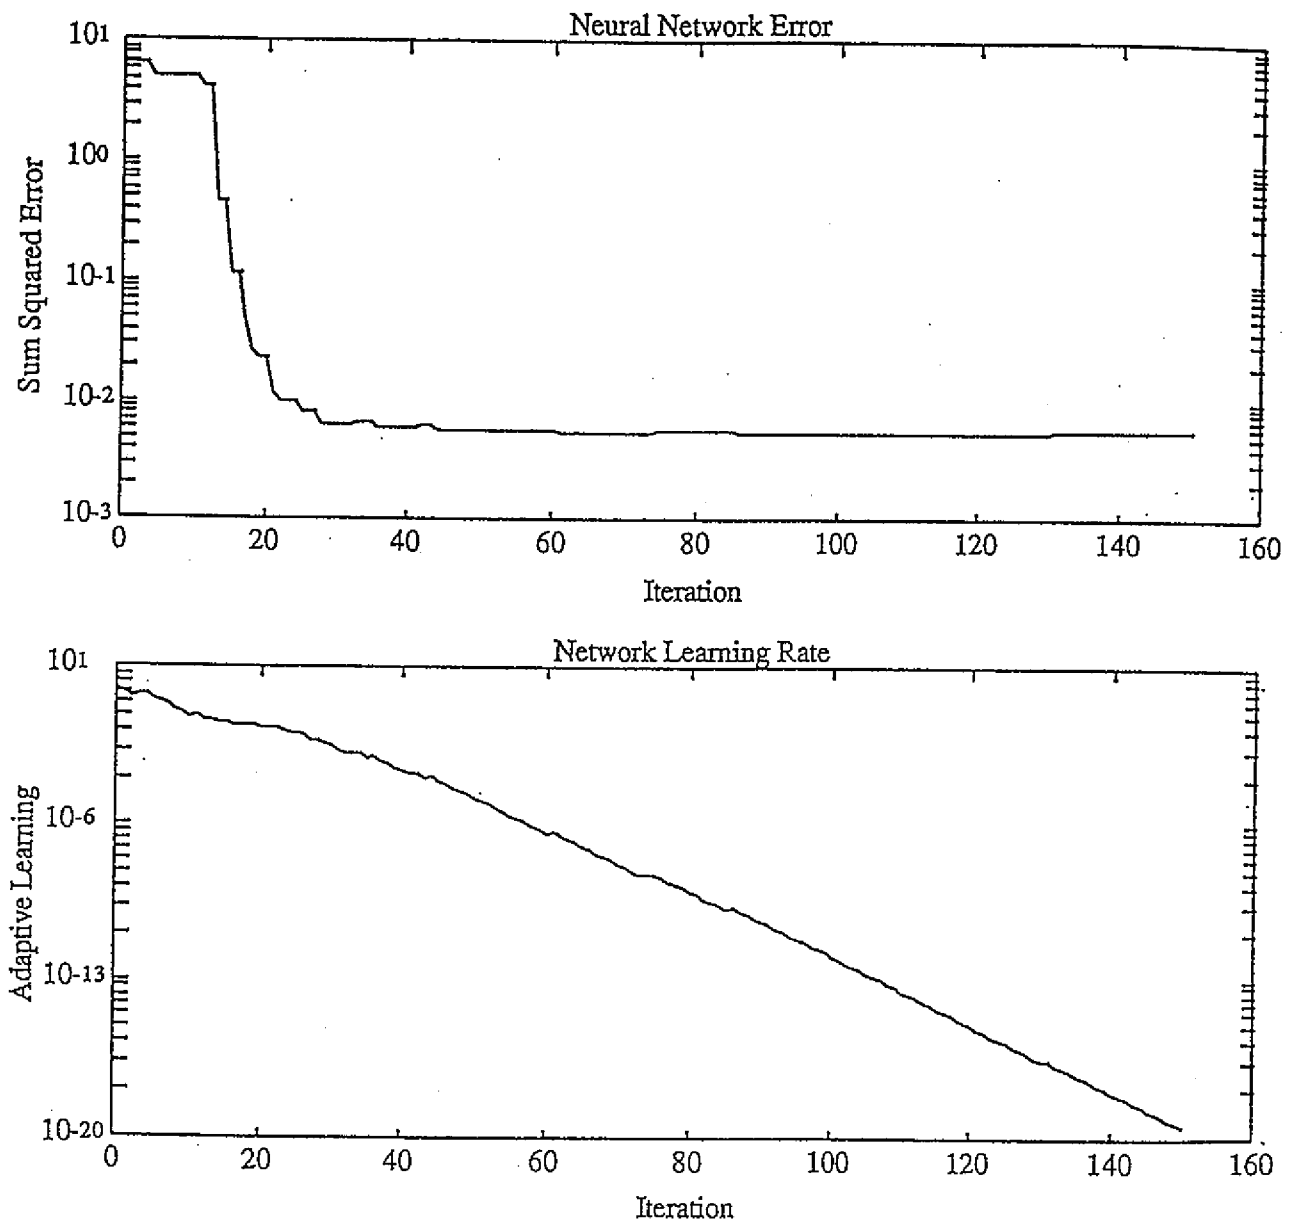 Neural Network Error
101
100
10-1
10-2
10-3
Sum Squared Error
0 20 40 60 80 100 120 140 160
Iteration
Network Learning Rate
101
10-6
10-13
10-20
Adaptive Learning
0 20 40 60 80 100 120 140 160
Iteration